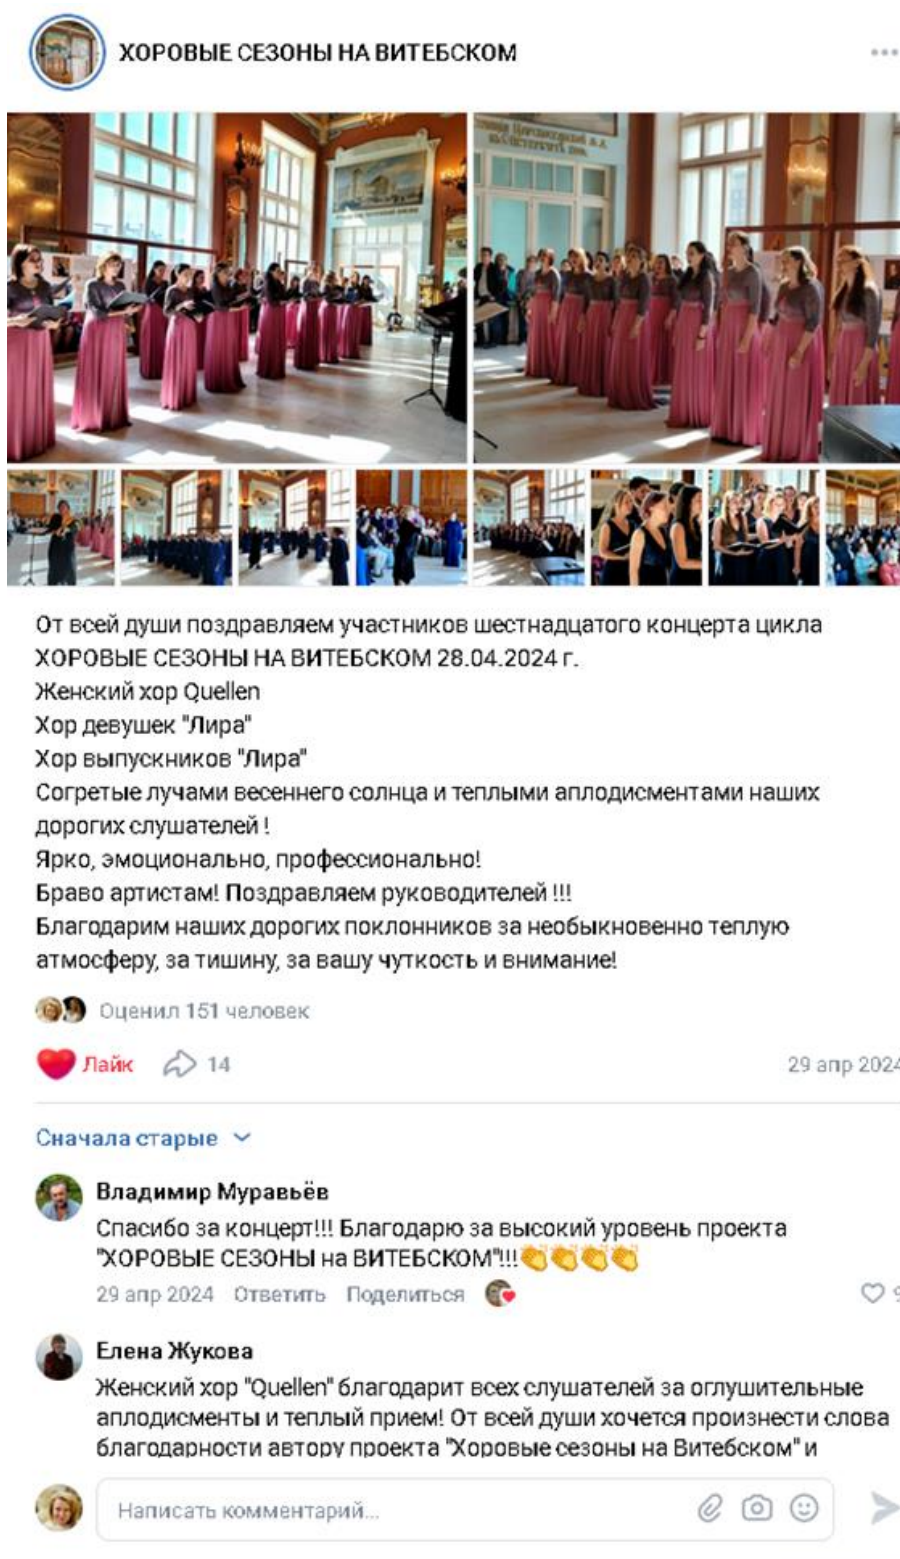 ХОРОВЫЕ СЕЗОНЫ НА ВИТЕБСКОМ
От всей души поздравляем участников шестнадцатого концерта цикла
ХОРОВЫЕ СЕЗОНЫ НА ВИТЕБСКОМ 28.04.2024 г.
Женский хор Quellen
Хор девушек "Лира"
Хор выпускников "Лира"
Согретые лучами весеннего солнца и теплыми аплодисментами наших
дорогих слушателей !
Ярко, эмоционально, профессионально!
Браво артистам! Поздравляем руководителей !!!
Благодарим наших дорогих поклонников за необыкновенно теплую
атмосферу, за тишину, за вашу чуткость и внимание!
Оценил 151 человек
Лайк 14 29 апр 2024
Сначала старые
Владимир Муравьёв
Спасибо за концерт!!! Благодарю за высокий уровень проекта
"ХОРОВЫЕ СЕЗОНЫ на ВИТЕБСКОМ"!!!👏👏👏👏
29 апр 2024 Ответить Поделиться
Елена Жукова
Женский хор "Quellen" благодарит всех слушателей за оглушительные
аплодисменты и теплый прием! От всей души хочется произнести слова
благодарности автору проекта "Хоровые сезоны на Витебском" и
Написать комментарий...